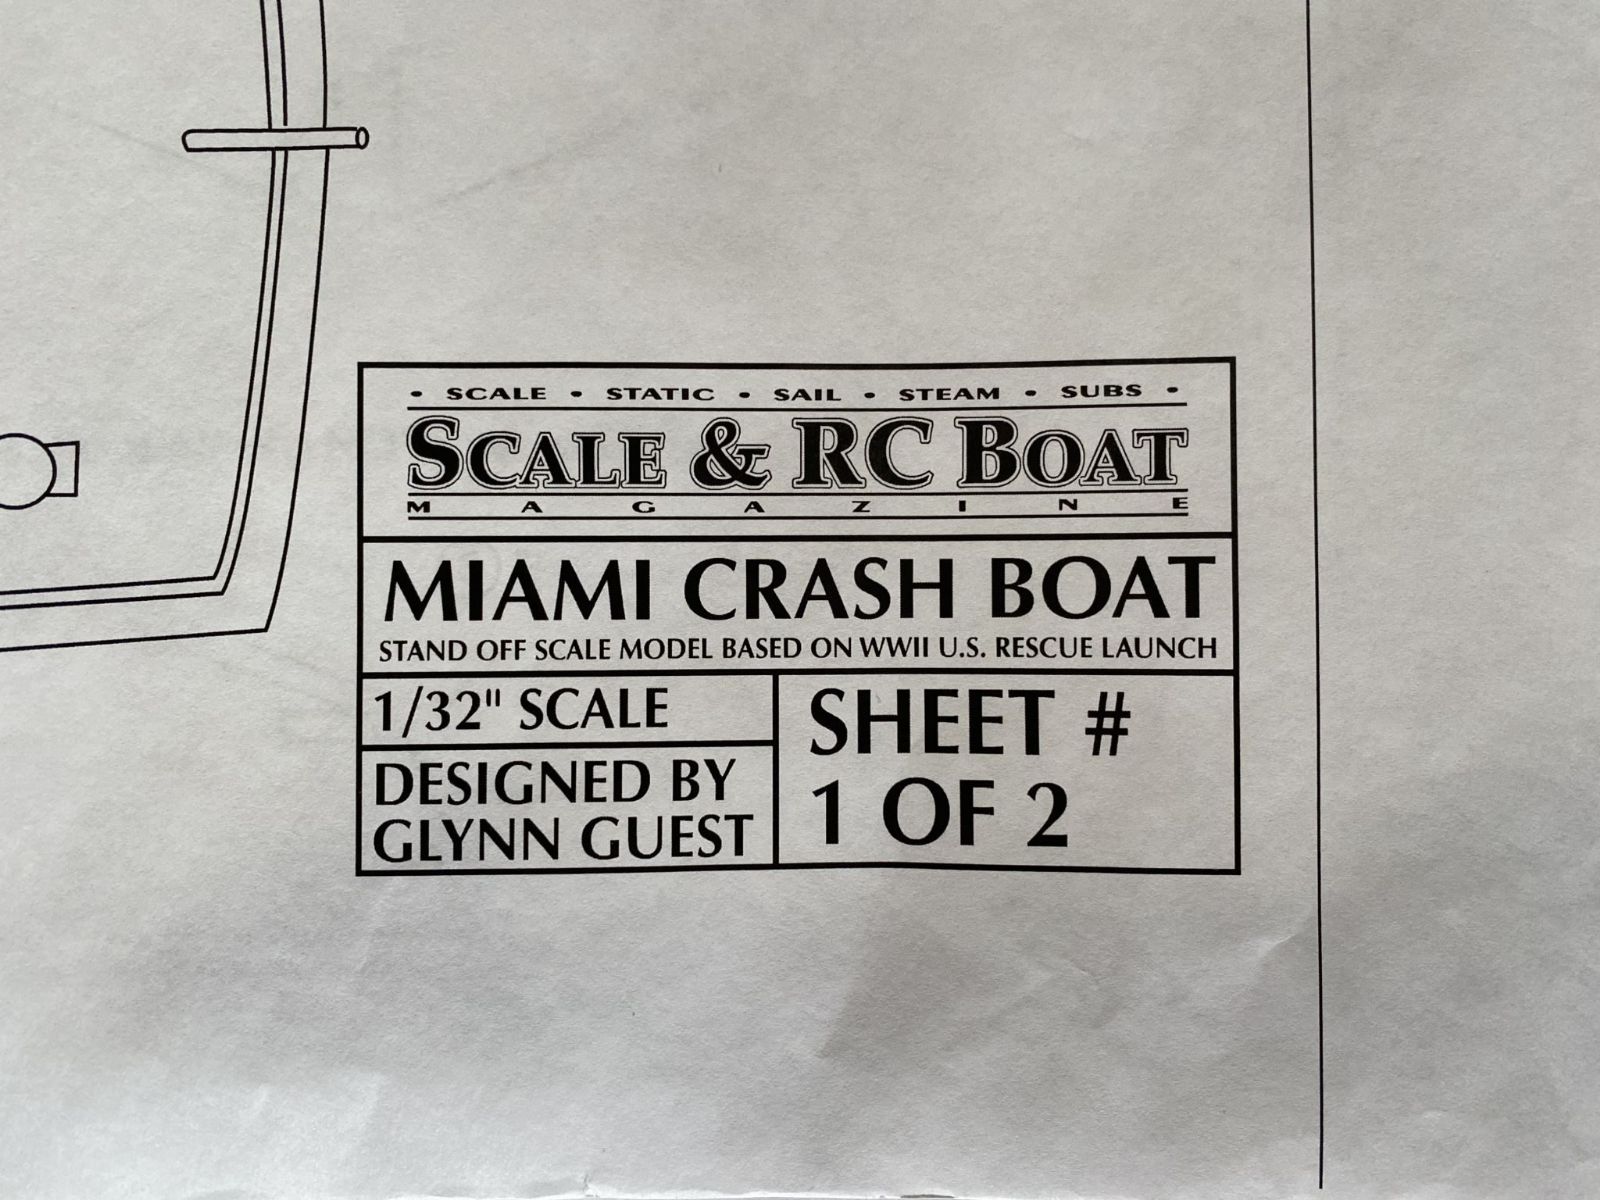 • SCALE • STATIC • SAIL • STEAM • SUBS •
SCALE & RC BOAT
MAGAZINE
MIAMI CRASH BOAT
STAND OFF SCALE MODEL BASED ON WWII U.S. RESCUE LAUNCH
1/32" SCALE
DESIGNED BY
GLYNN GUEST
SHEET #
1 OF 2